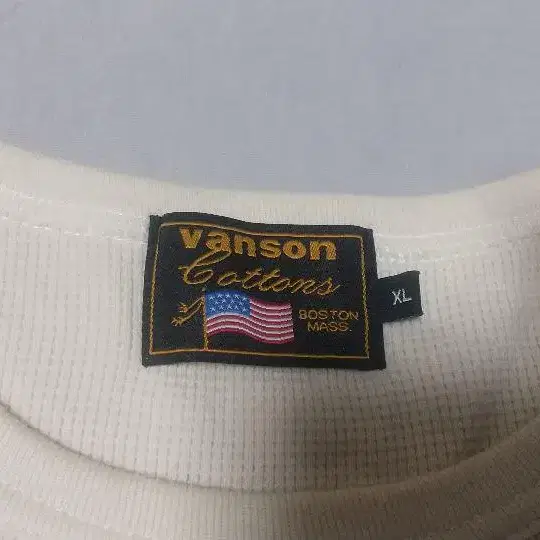 vanson
Cottons
BOSTON
MASS.
XL